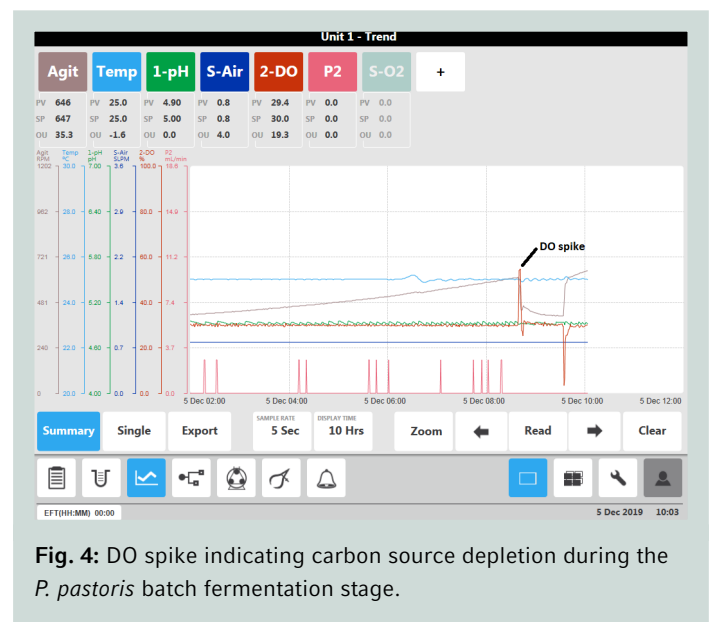 Unit 1 - Trend
Agit Temp 1-pH S-Air 2-DO P2 S-O2 +
PV 646 PV 25.0 PV 4.90 PV 0.8 PV 29.4 PV 0.0 PV 0.0
SP 647 SP 25.0 SP 5.00 SP 0.8 SP 30.0 SP 0.0 SP 0.0
OU 35.3 OU -1.6 OU 0.0 OU 4.0 OU 19.3 OU 0.0 OU 0.0
Agit Temp 1-pH S-Air 2-DO P2
RPM ºC pH SLPM % mL/min
1202 30.0 7.00 3.6 100.0 18.6
962 28.0 6.40 2.9 80.0 14.9
DO spike
721 26.0 5.80 2.2 60.0 11.2
481 24.0 5.20 1.4 40.0 7.4
240 22.0 4.60 0.7 20.0 3.7
0 20.0 4.00 0.0 0.0 0.0
5 Dec 02:00 5 Dec 04:00 5 Dec 06:00 5 Dec 08:00 5 Dec 10:00 5 Dec 12:00
SAMPLE RATE DISPLAY TIME
Summary Single Export 5 Sec 10 Hrs Zoom Read Clear
EFT(HH:MM) 00:00 5 Dec 2019 10:03
Fig. 4: DO spike indicating carbon source depletion during the
P. pastoris batch fermentation stage.